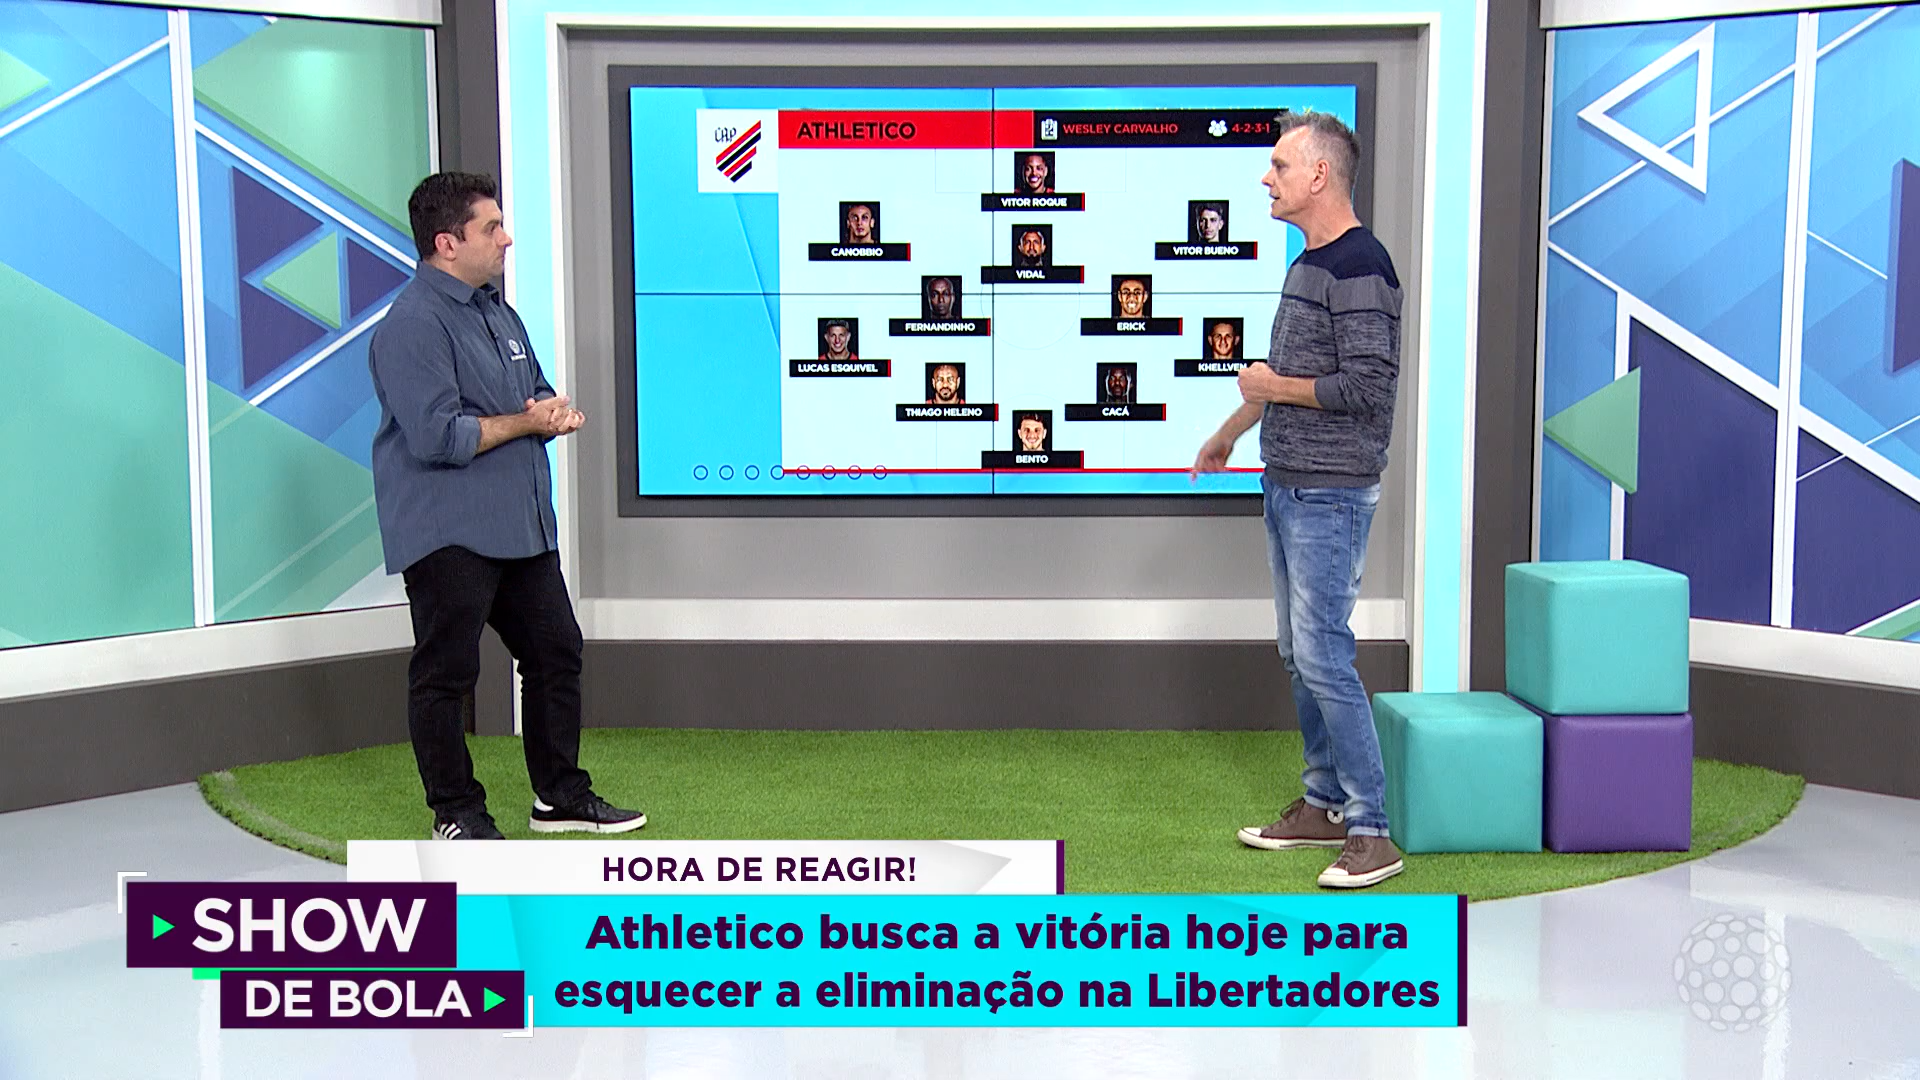 CAP
ATHLETICO
WESLEY CARVALHO
4-2-3-1
VITOR ROQUE
CANOBBIO
VITOR BUENO
VIDAL
FERNANDINHO
ERICK
LUCAS ESQUIVEL
KHELLVEN
THIAGO HELENO
CACÁ
BENTO
HORA DE REAGIR!
SHOW
DE BOLA
Athletico busca a vitória hoje para
esquecer a eliminação na Libertadores